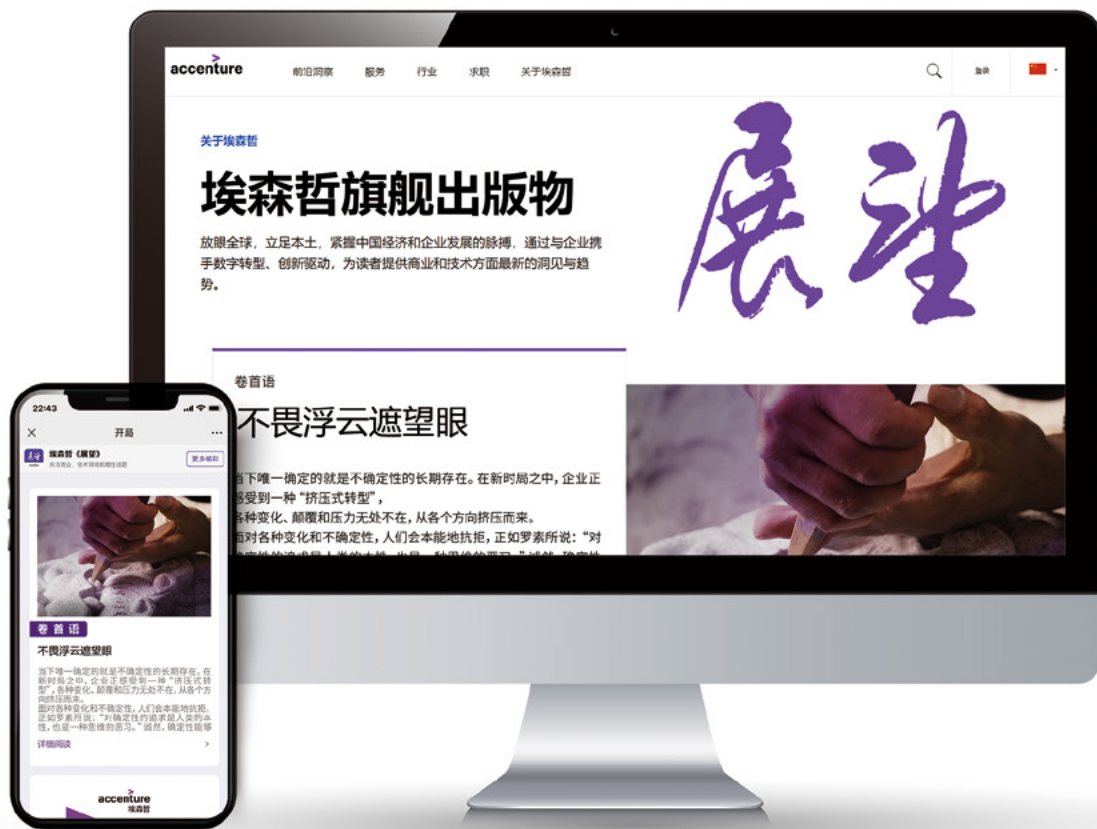 accenture
前沿洞察 服务 行业 求职 关于埃森哲 登录
关于埃森哲
埃森哲旗舰出版物
放眼全球，立足本土，紧握中国经济和企业发展的脉搏，通过与企业携
手数字转型、创新驱动，为读者提供商业和技术方面最新的洞见与趋
势。
展望
卷首语
不畏浮云遮望眼
当下唯一确定的就是不确定性的长期存在。在新时局之中，企业正
感受到一种“挤压式转型”，
各种变化、颠覆和压力无处不在，从各个方向挤压而来。
面对各种变化和不确定性，人们会本能地抗拒，正如罗素所说：“对
22:43
开局
展望
埃森哲《展望》
更多精彩
卷首语
不畏浮云遮望眼
当下唯一确定的就是不确定性的长期存在。在
新时局之中，企业正感受到一种“挤压式转
型”，各种变化、颠覆和压力无处不在，从各个方
向挤压而来。
面对各种变化和不确定性，人们会本能地抗拒，
正如罗素所说：“对确定性的追求是人类的本
性，也是一种思维的恶习。”诚然，确定性能够
详细阅读
accenture
埃森哲